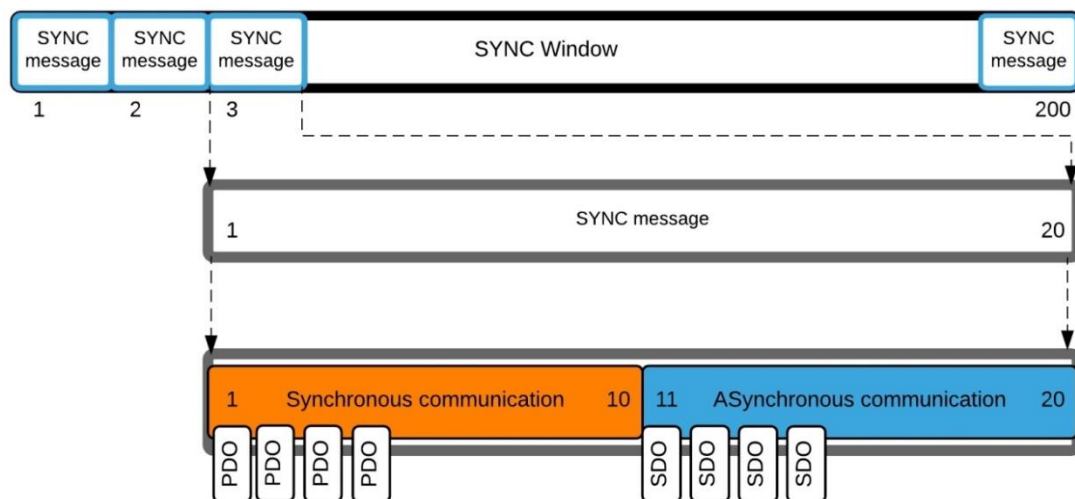 SYNC
message
SYNC
message
SYNC
message
SYNC Window
SYNC
message
1
2
3
200
SYNC message
1
20
1
Synchronous communication
10
11
ASynchronous communication
20
PDO
PDO
PDO
PDO
SDO
SDO
SDO
SDO